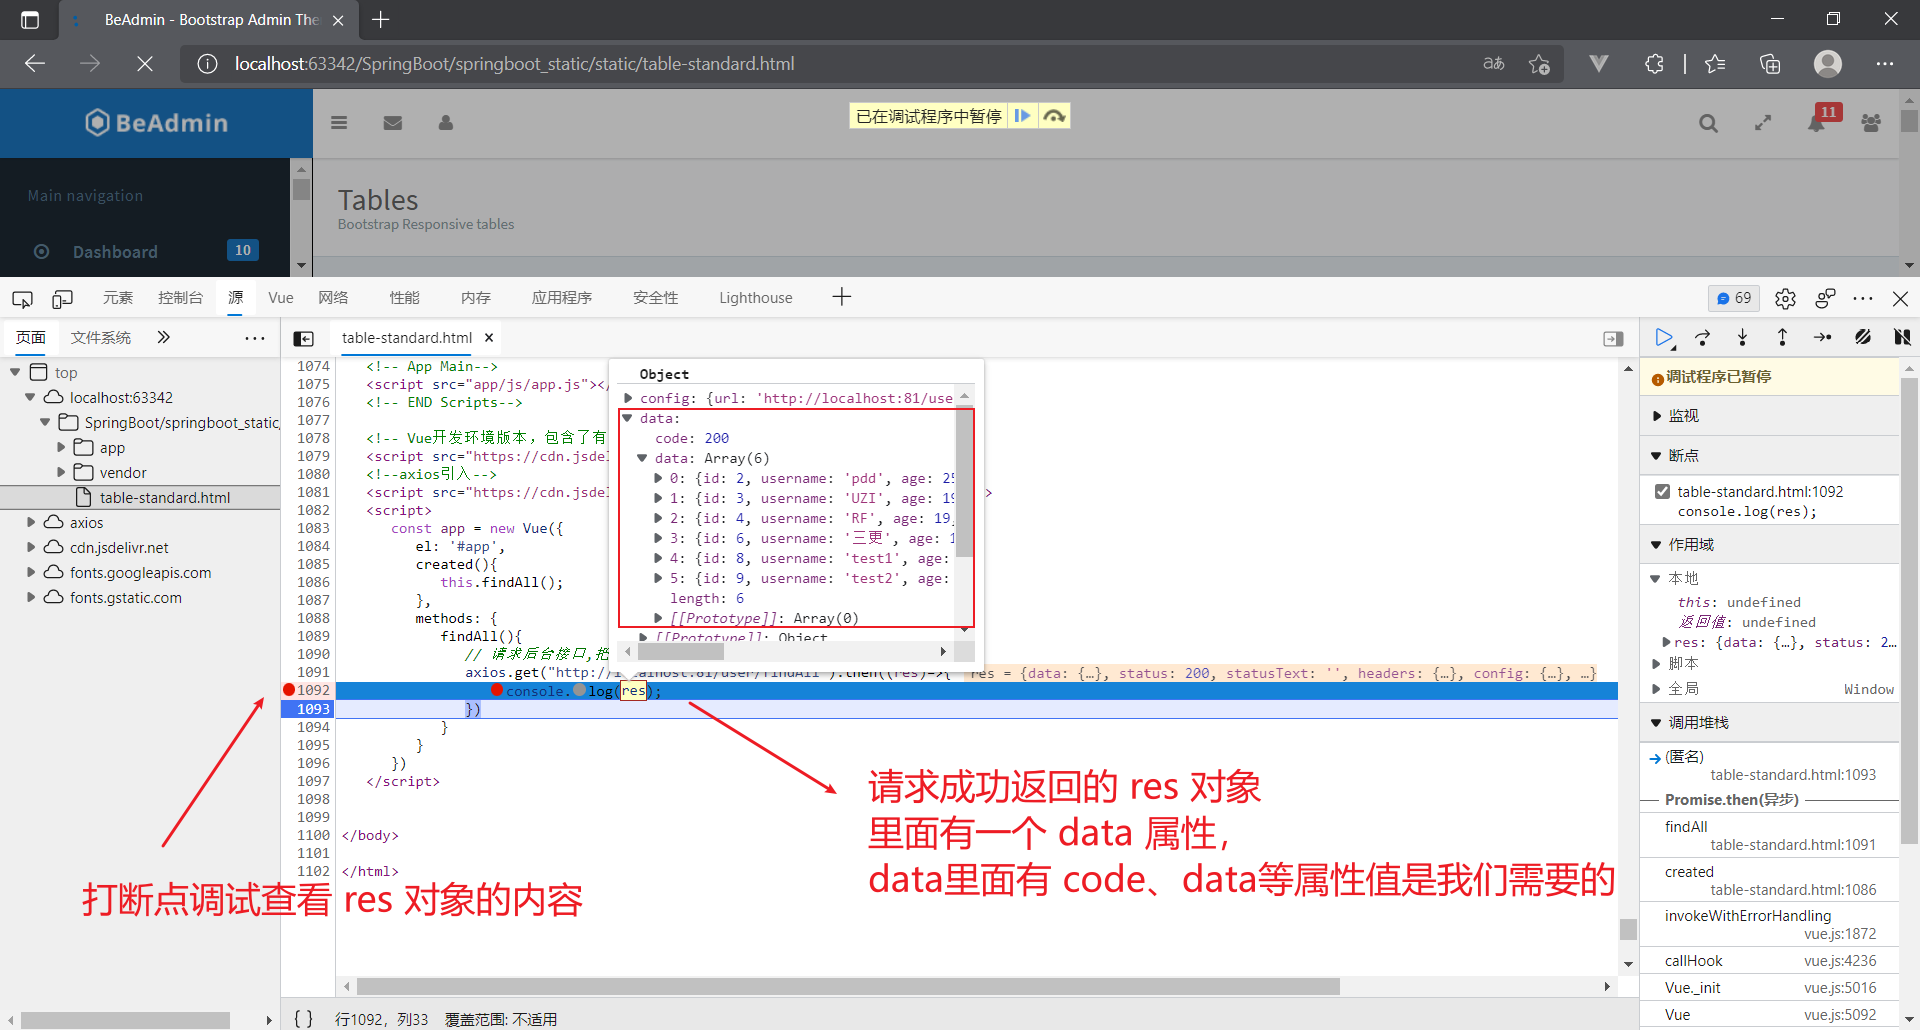 BeAdmin - Bootstrap Admin The
localhost:63342/SpringBoot/springboot_static/static/table-standard.html
BeAdmin
已在调试程序中暂停
11
Main navigation
Dashboard
10
Tables
Bootstrap Responsive tables
元素 控制台 源 Vue 网络 性能 内存 应用程序 安全性 Lighthouse
69
页面 文件系统
top
localhost:63342
SpringBoot/springboot_static
app
vendor
table-standard.html
axios
cdn.jsdelivr.net
fonts.googleapis.com
fonts.gstatic.com
table-standard.html
1074 <!-- App Main-->
1075 <script src="app/js/app.js"></
1076 <!-- END Scripts-->
1077
1078 <!-- Vue开发环境版本，包含了有
1079 <script src="https://cdn.jsdel
1080 <!--axios引入-->
1081 <script src="https://cdn.jsdel >
1082 <script>
1083 const app = new Vue({
1084 el: '#app',
1085 created(){
1086 this.findAll();
1087 },
1088 methods: {
1089 findAll(){
1090 // 请求后台接口,把
1091 axios.get("http://localhost:81/user/findAll").then((res)=>{ res = {data: {…}, status: 200, statusText: '', headers: {…}, config: {…}, …}
1092 console.log(res);
1093 })
1094 }
1095 }
1096 })
1097 </script>
1098
1099
1100 </body>
1101
1102 </html>
Object
config: {url: 'http://localhost:81/use
data:
code: 200
data: Array(6)
0: {id: 2, username: 'pdd', age: 25
1: {id: 3, username: 'UZI', age: 19
2: {id: 4, username: 'RF', age: 19,
3: {id: 6, username: '三更', age: 1
4: {id: 8, username: 'test1', age:
5: {id: 9, username: 'test2', age:
length: 6
[[Prototype]]: Array(0)
[[Prototype]]: Object
打断点调试查看 res 对象的内容
请求成功返回的 res 对象
里面有一个 data 属性，
data里面有 code、data等属性值是我们需要的
{ } 行1092，列33 覆盖范围: 不适用
调试程序已暂停
监视
断点
table-standard.html:1092
console.log(res);
作用域
本地
this: undefined
返回值: undefined
res: {data: {…}, status: 2…
脚本
全局 Window
调用堆栈
(匿名)
table-standard.html:1093
Promise.then(异步)
findAll
table-standard.html:1091
created
table-standard.html:1086
invokeWithErrorHandling
vue.js:1872
callHook vue.js:4236
Vue._init vue.js:5016
Vue vue.js:5092